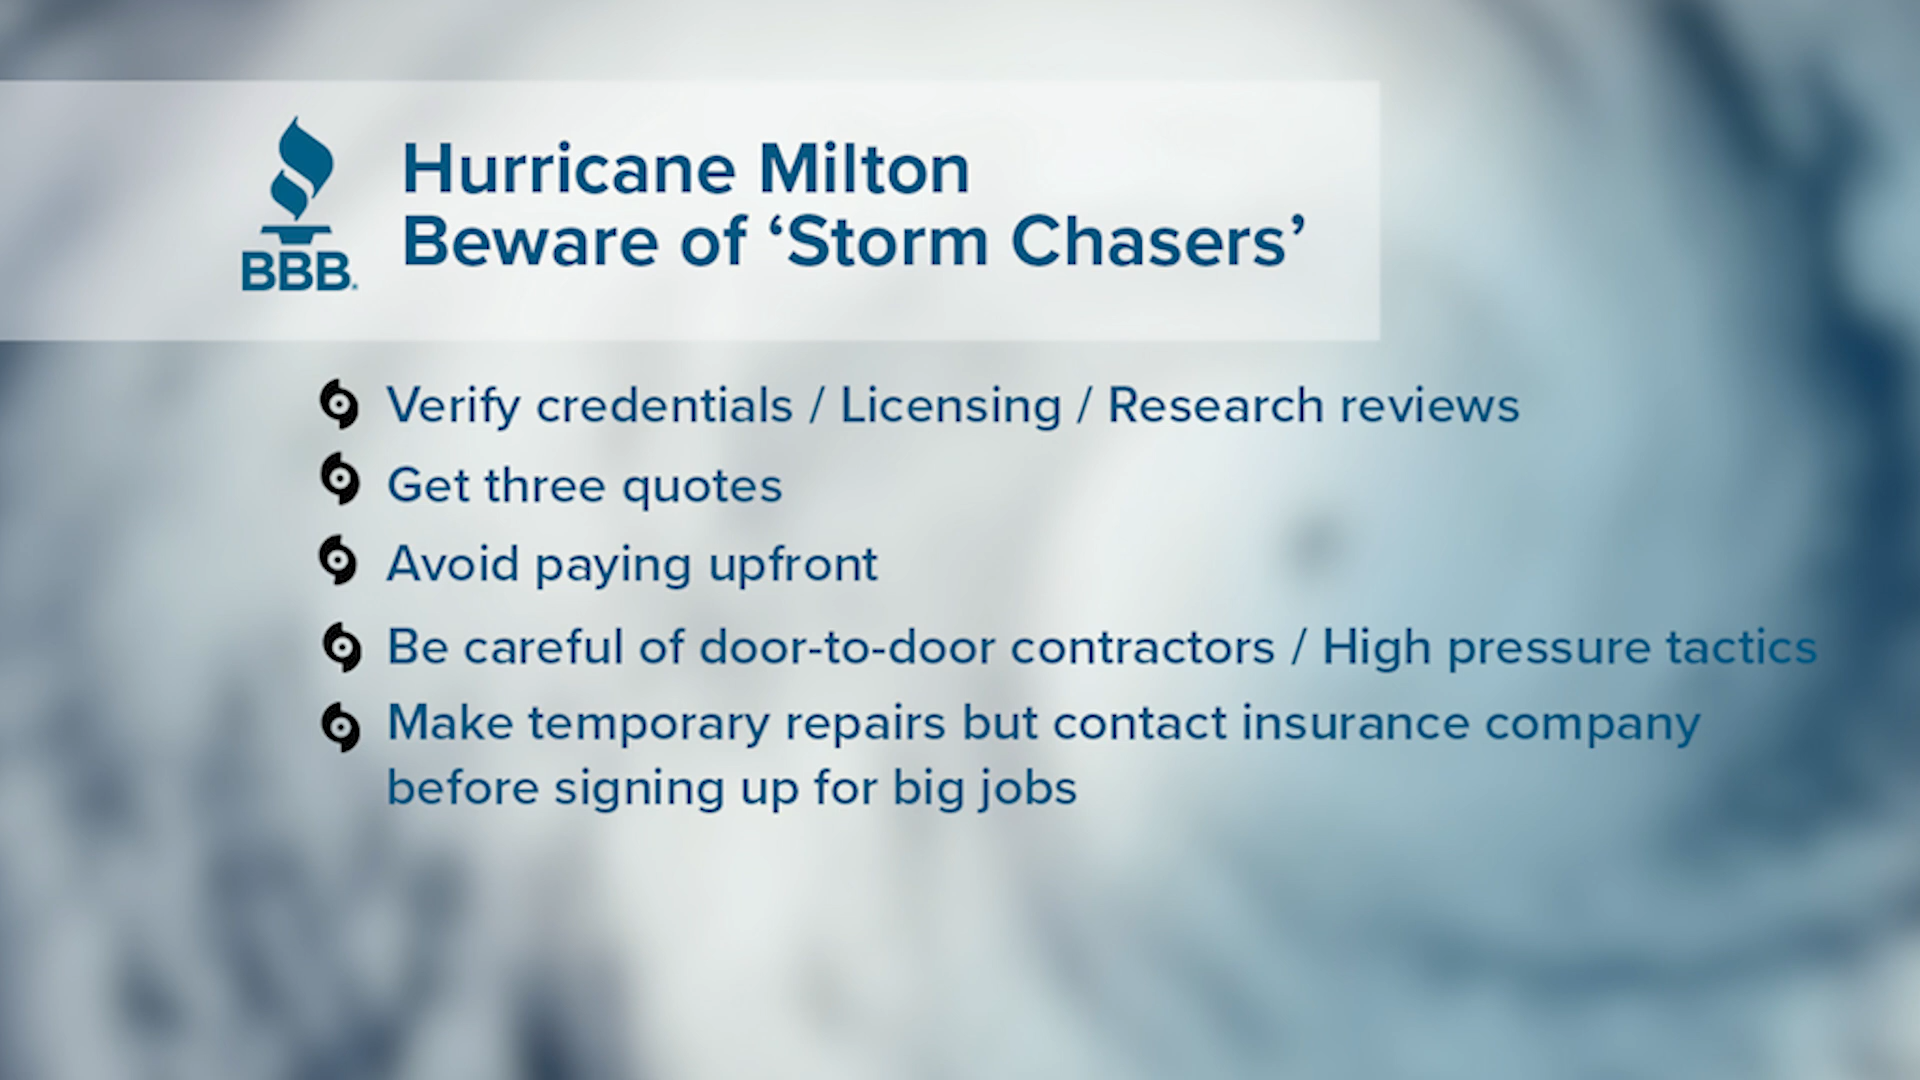 BBB.
Hurricane Milton
Beware of ‘Storm Chasers’
Verify credentials / Licensing / Research reviews
Get three quotes
Avoid paying upfront
Be careful of door-to-door contractors / High pressure tactics
Make temporary repairs but contact insurance company
before signing up for big jobs